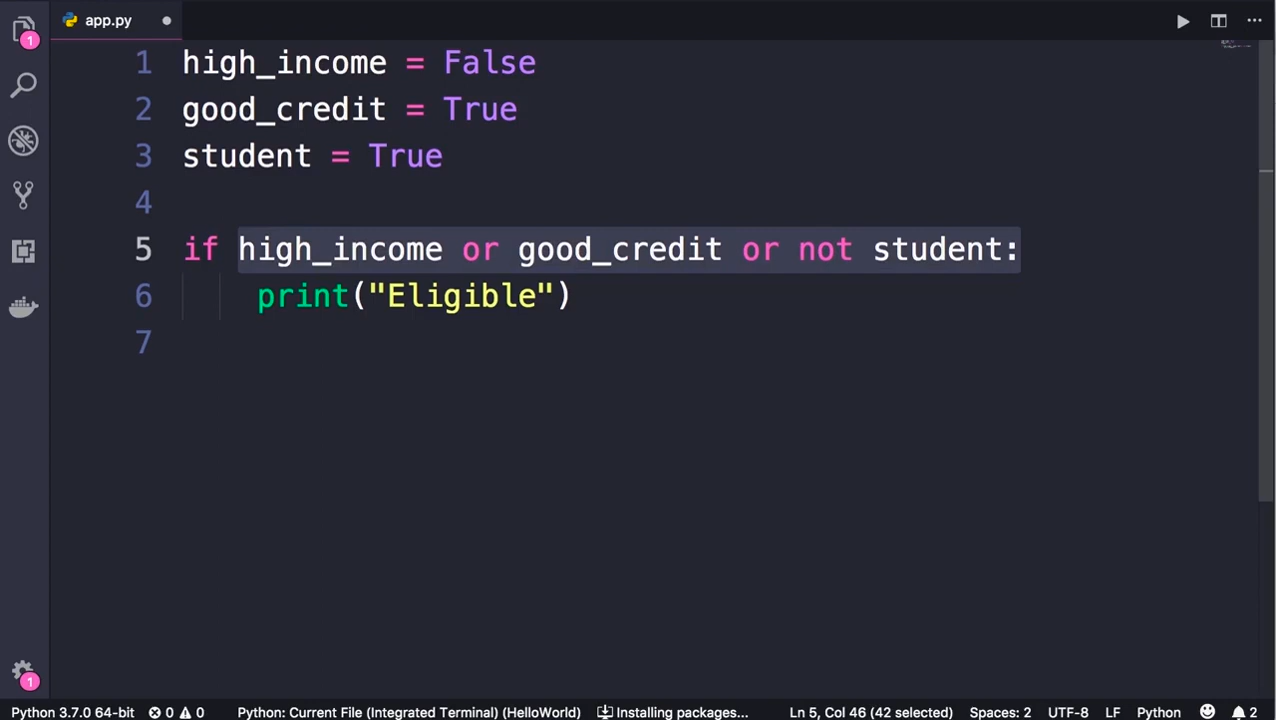 app.py
1 high_income = False
2 good_credit = True
3 student = True
4
5 if high_income or good_credit or not student:
6 print("Eligible")
7
1
1
Python 3.7.0 64-bit 0 0 Python: Current File (Integrated Terminal) (HelloWorld) Installing packages... Ln 5, Col 46 (42 selected) Spaces: 2 UTF-8 LF Python 2